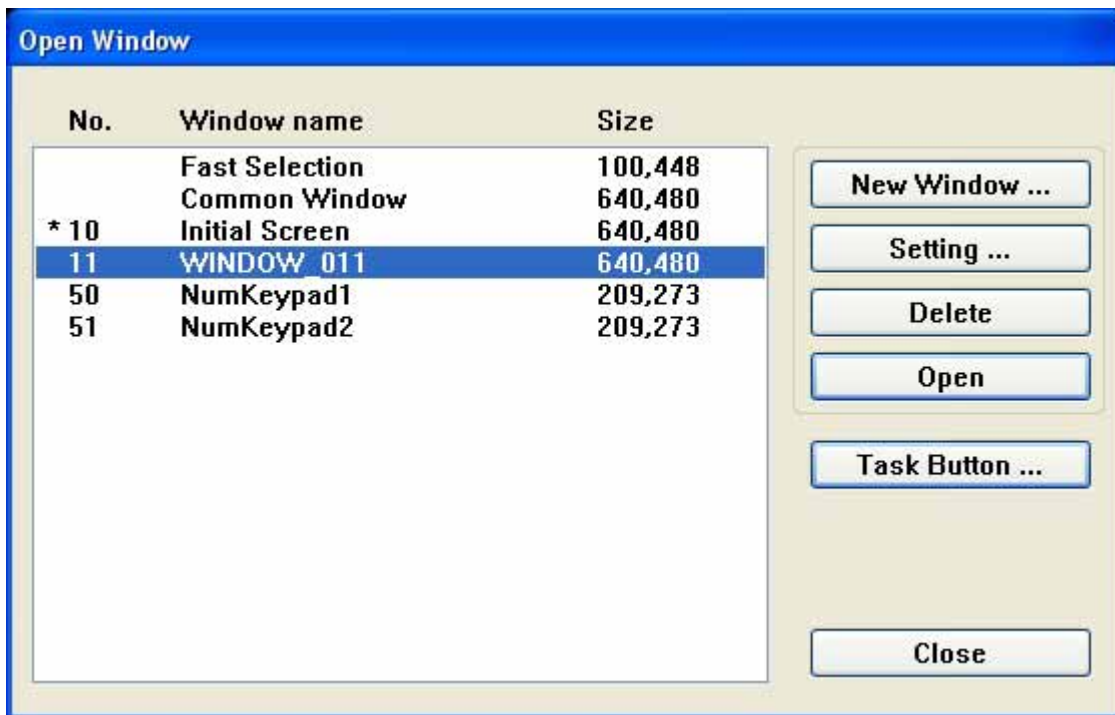 Open Window
No. Window name Size
Fast Selection 100,448
Common Window 640,480
* 10 Initial Screen 640,480
11 WINDOW_011 640,480
50 NumKeypad1 209,273
51 NumKeypad2 209,273
New Window ...
Setting ...
Delete
Open
Task Button ...
Close